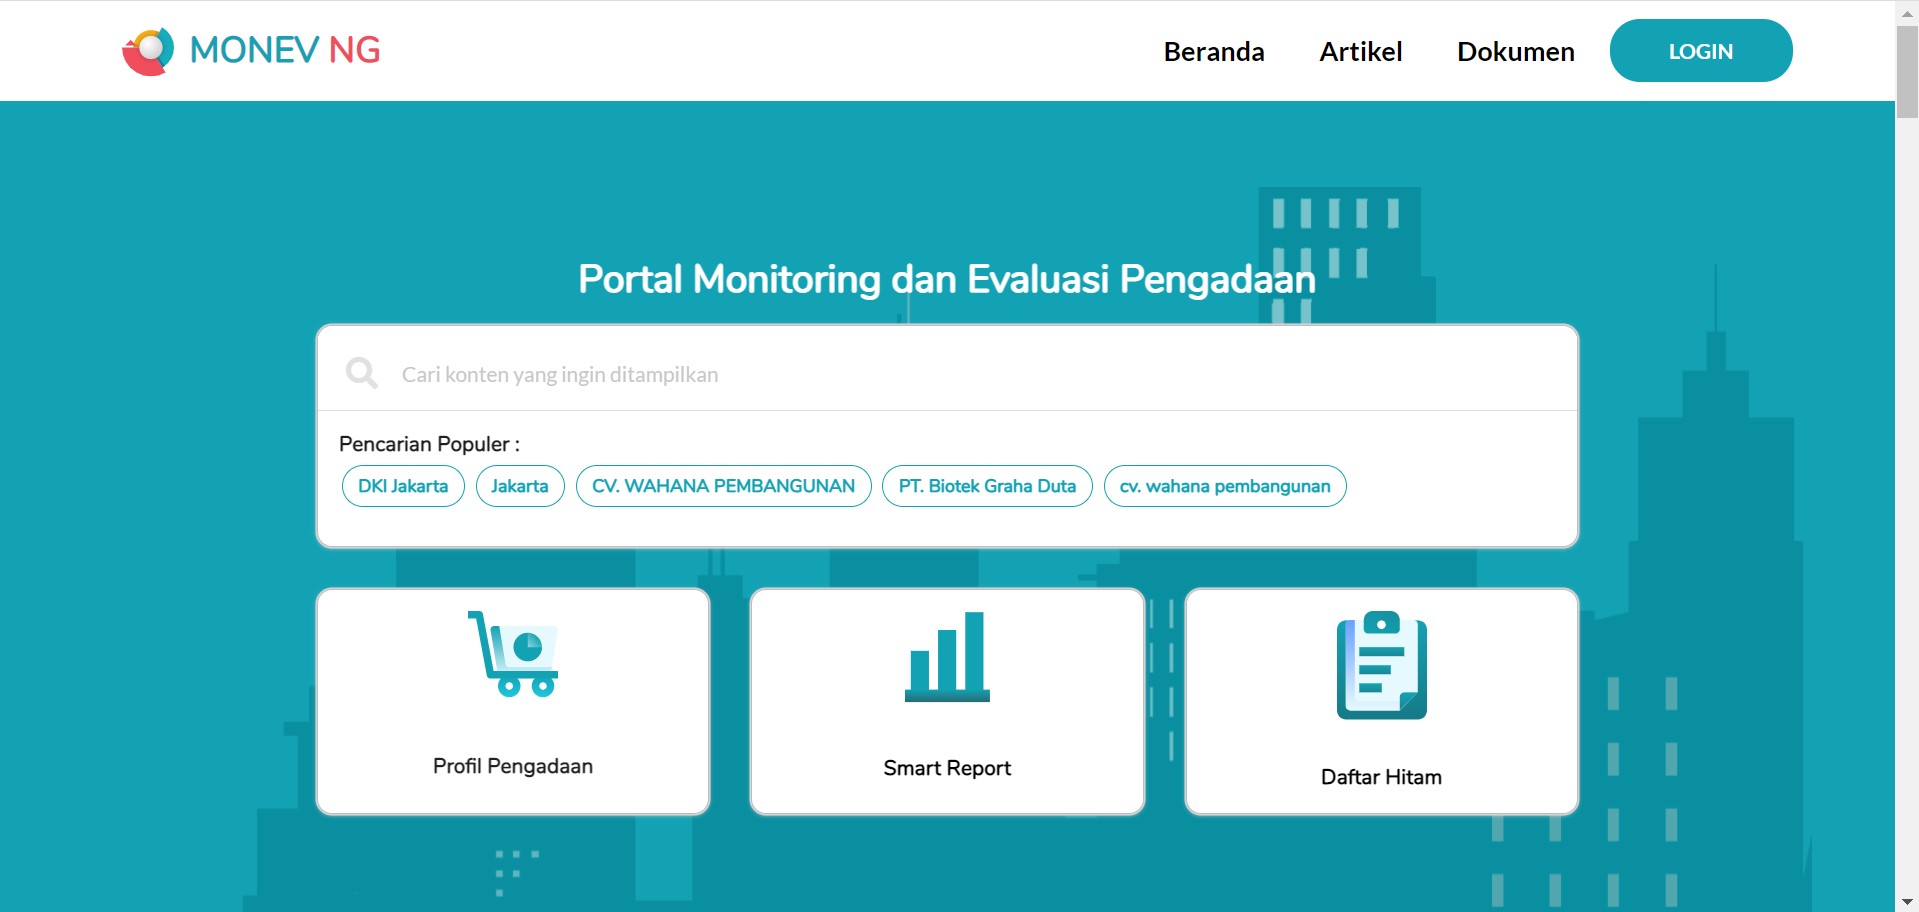 MONEV NG
Beranda Artikel Dokumen LOGIN
Portal Monitoring dan Evaluasi Pengadaan
Cari konten yang ingin ditampilkan
Pencarian Populer :
DKI Jakarta Jakarta CV. WAHANA PEMBANGUNAN PT. Biotek Graha Duta cv. wahana pembangunan
Profil Pengadaan
Smart Report
Daftar Hitam